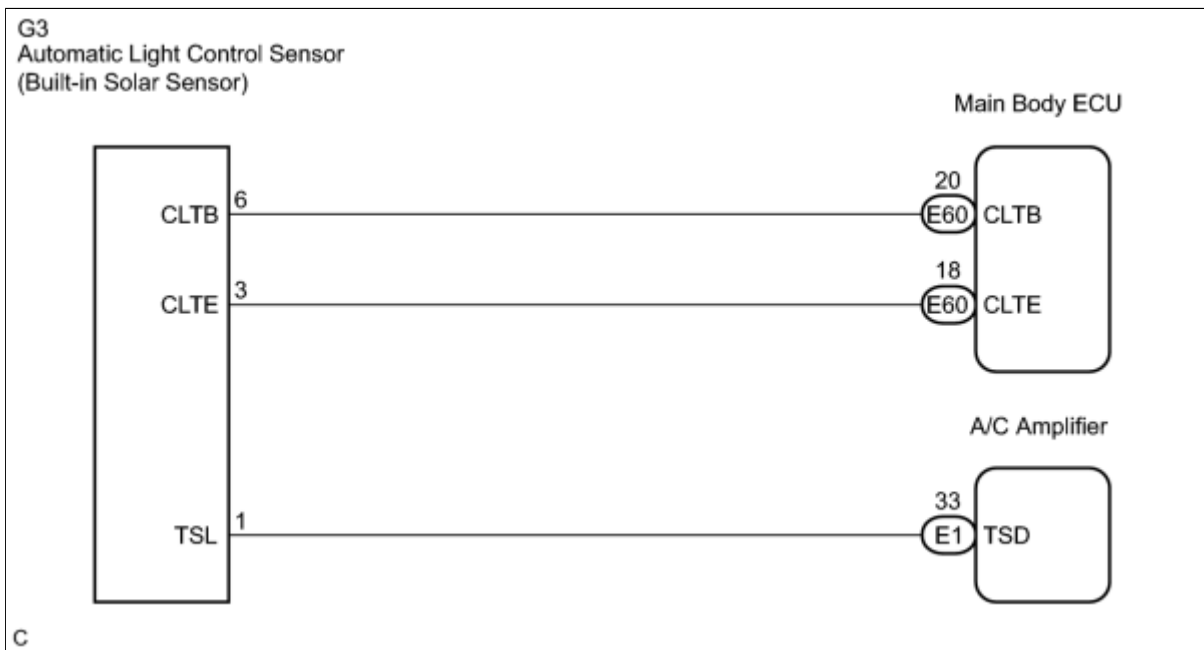 G3
Automatic Light Control Sensor
(Built-in Solar Sensor)
Main Body ECU
CLTB
6
20
E60
CLTB
CLTE
3
18
E60
CLTE
A/C Amplifier
TSL
1
33
E1
TSD
C